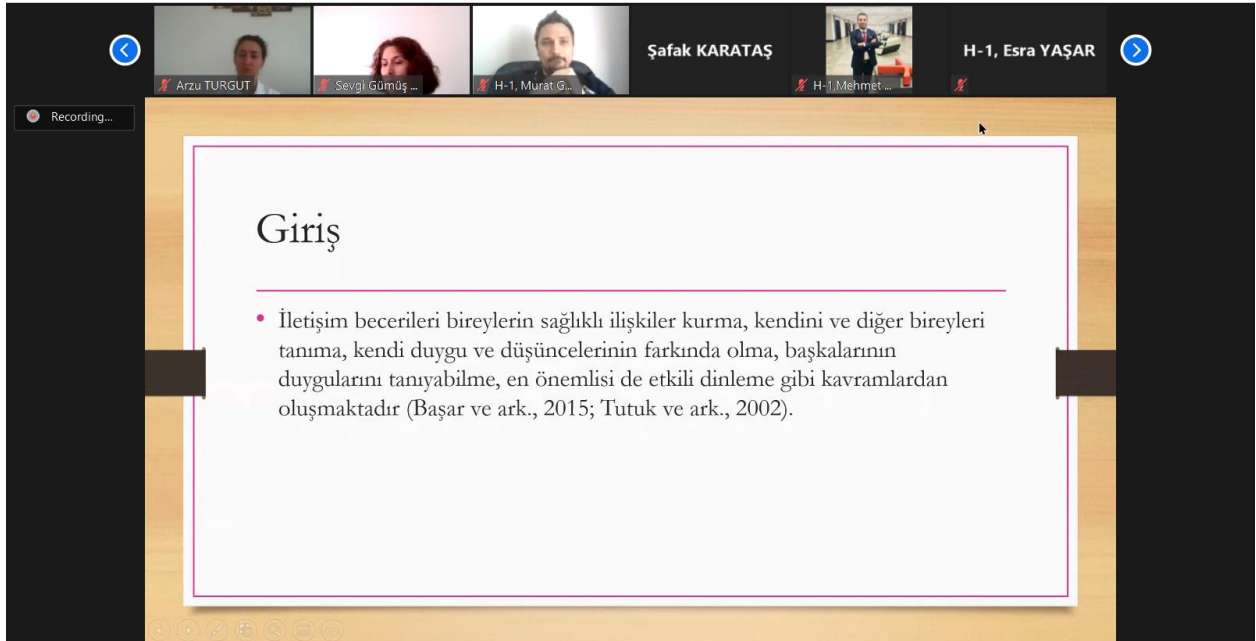 Şafak KARATAŞ
H-1, Esra YAŞAR
Arzu TURGUT
Sevgi Gümüş ...
H-1, Murat G...
H-1,Mehmet ...
Recording...
Giriş
• İletişim becerileri bireylerin sağlıklı ilişkiler kurma, kendini ve diğer bireyleri
tanıma, kendi duygu ve düşüncelerinin farkında olma, başkalarının
duygularını tanıyabilme, en önemlisi de etkili dinleme gibi kavramlardan
oluşmaktadır (Başar ve ark., 2015; Tutuk ve ark., 2002).